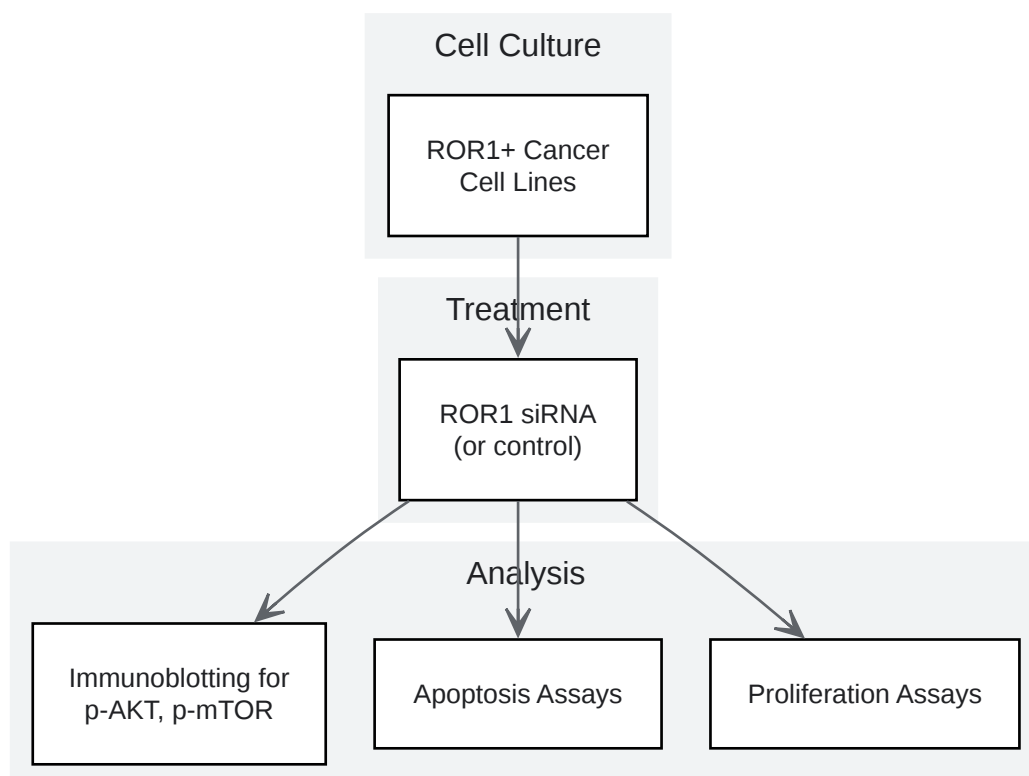 Cell Culture
ROR1+ Cancer
Cell Lines
Treatment
ROR1 siRNA
(or control)
Analysis
Immunoblotting for
p-AKT, p-mTOR
Apoptosis Assays
Proliferation Assays